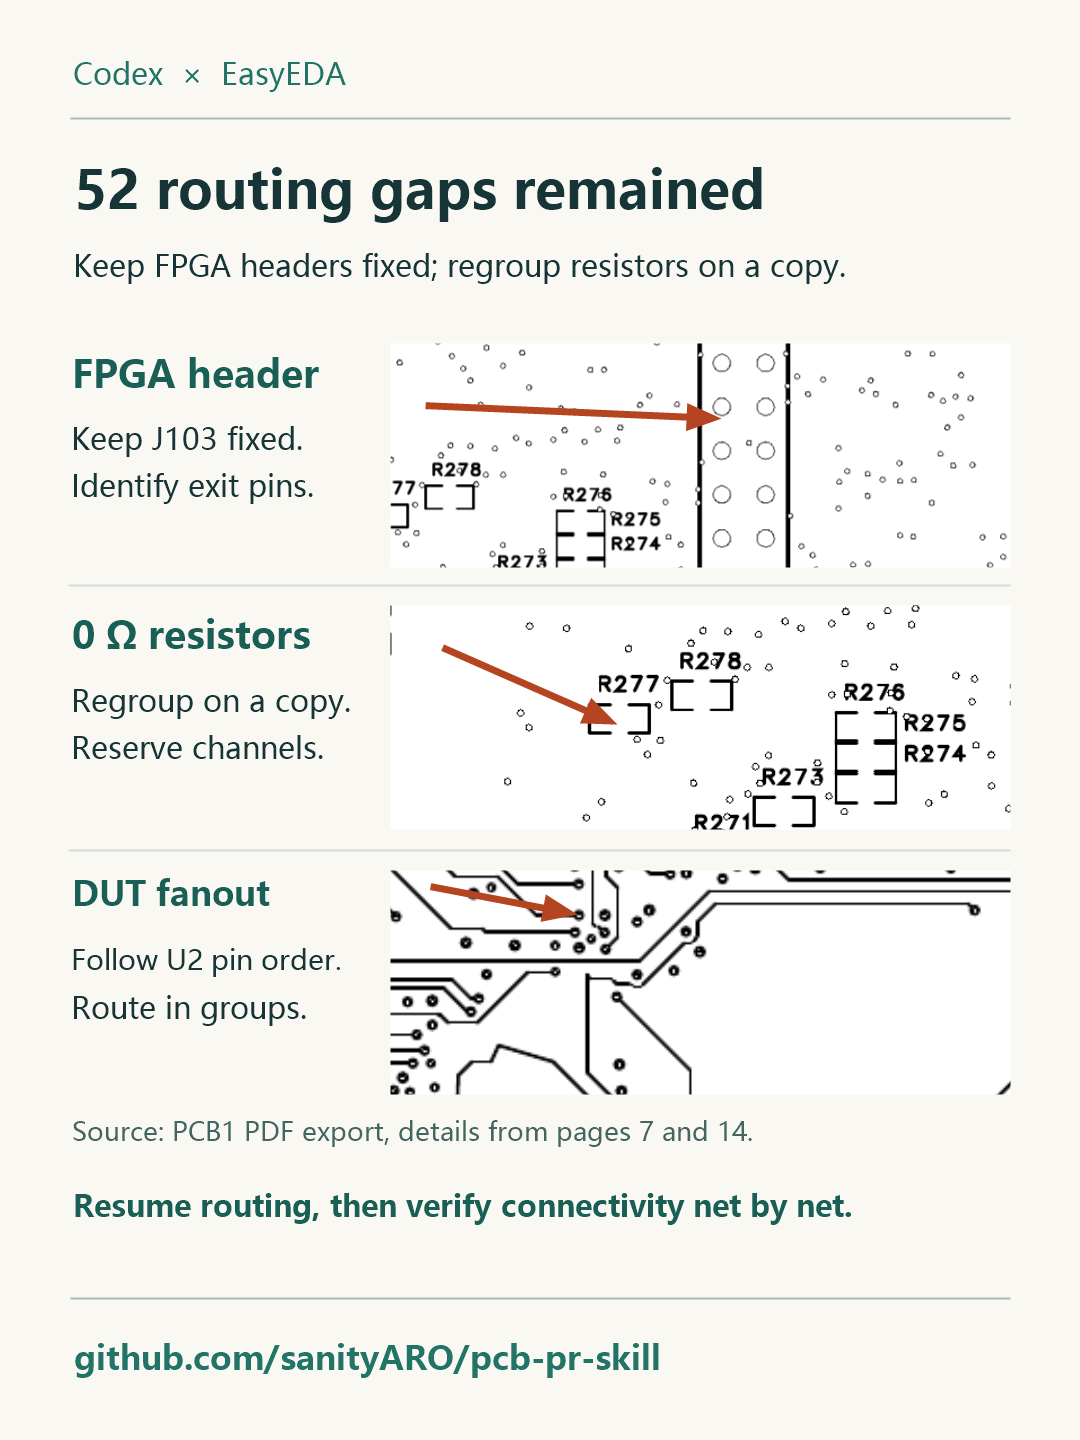 Codex × EasyEDA
52 routing gaps remained
Keep FPGA headers fixed; regroup resistors on a copy.
FPGA header
Keep J103 fixed.
Identify exit pins.
R278
77
R276
R275
R274
R273
0 Ω resistors
Regroup on a copy.
Reserve channels.
R278
R277
R276
R275
R274
R273
R271
DUT fanout
Follow U2 pin order.
Route in groups.
Source: PCB1 PDF export, details from pages 7 and 14.
Resume routing, then verify connectivity net by net.
github.com/sanityARO/pcb-pr-skill